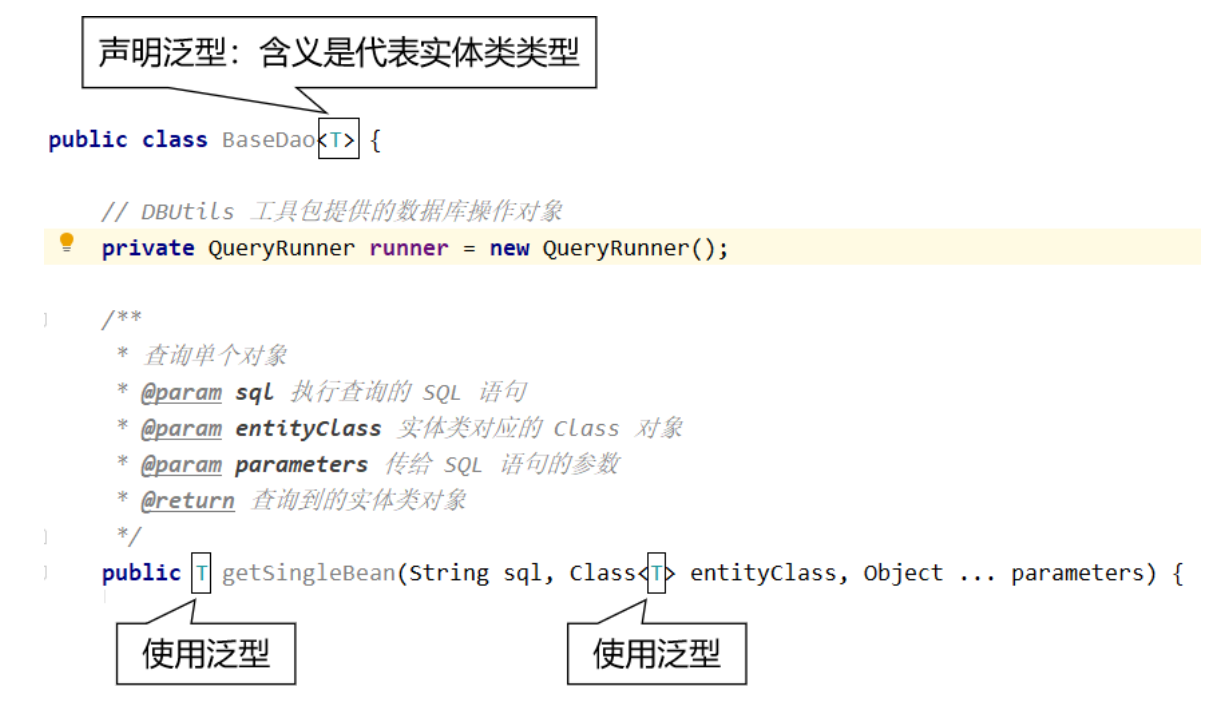 声明泛型：含义是代表实体类类型
public class BaseDao<T> {
// DBUtils 工具包提供的数据库操作对象
private QueryRunner runner = new QueryRunner();
/**
* 查询单个对象
* @param sql 执行查询的 SQL 语句
* @param entityClass 实体类对应的 Class 对象
* @param parameters 传给 SQL 语句的参数
* @return 查询到的实体类对象
*/
public T getSingleBean(String sql, Class<T> entityClass, Object ... parameters) {
使用泛型
使用泛型